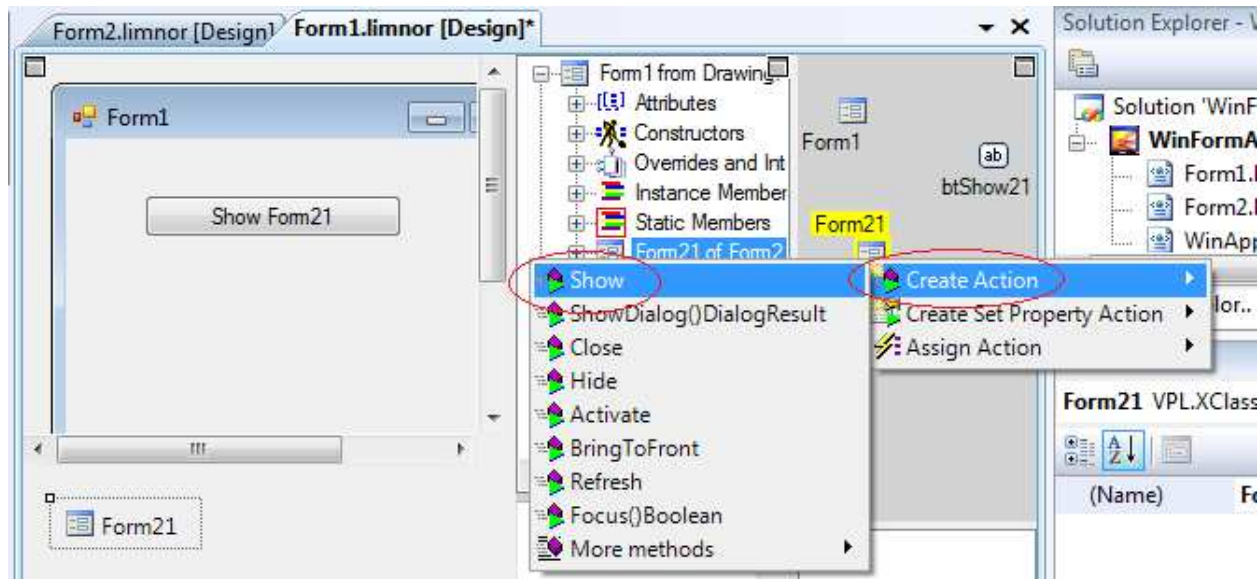 Form2.limnor [Design]
Form1.limnor [Design]*
Solution Explorer -
Form1
Show Form21
Form21
Form1 from Drawing
Attributes
Constructors
Overrides and Int
Instance Member
Static Members
Form21 of Form2
Form1
btShow21
Form21
Show
ShowDialog()DialogResult
Close
Hide
Activate
BringToFront
Refresh
Focus()Boolean
More methods
Create Action
Create Set Property Action
Assign Action
Solution 'WinF
WinFormA
Form1.
Form2.
WinApp
lor..
Form21 VPL.XClass
(Name) Fo